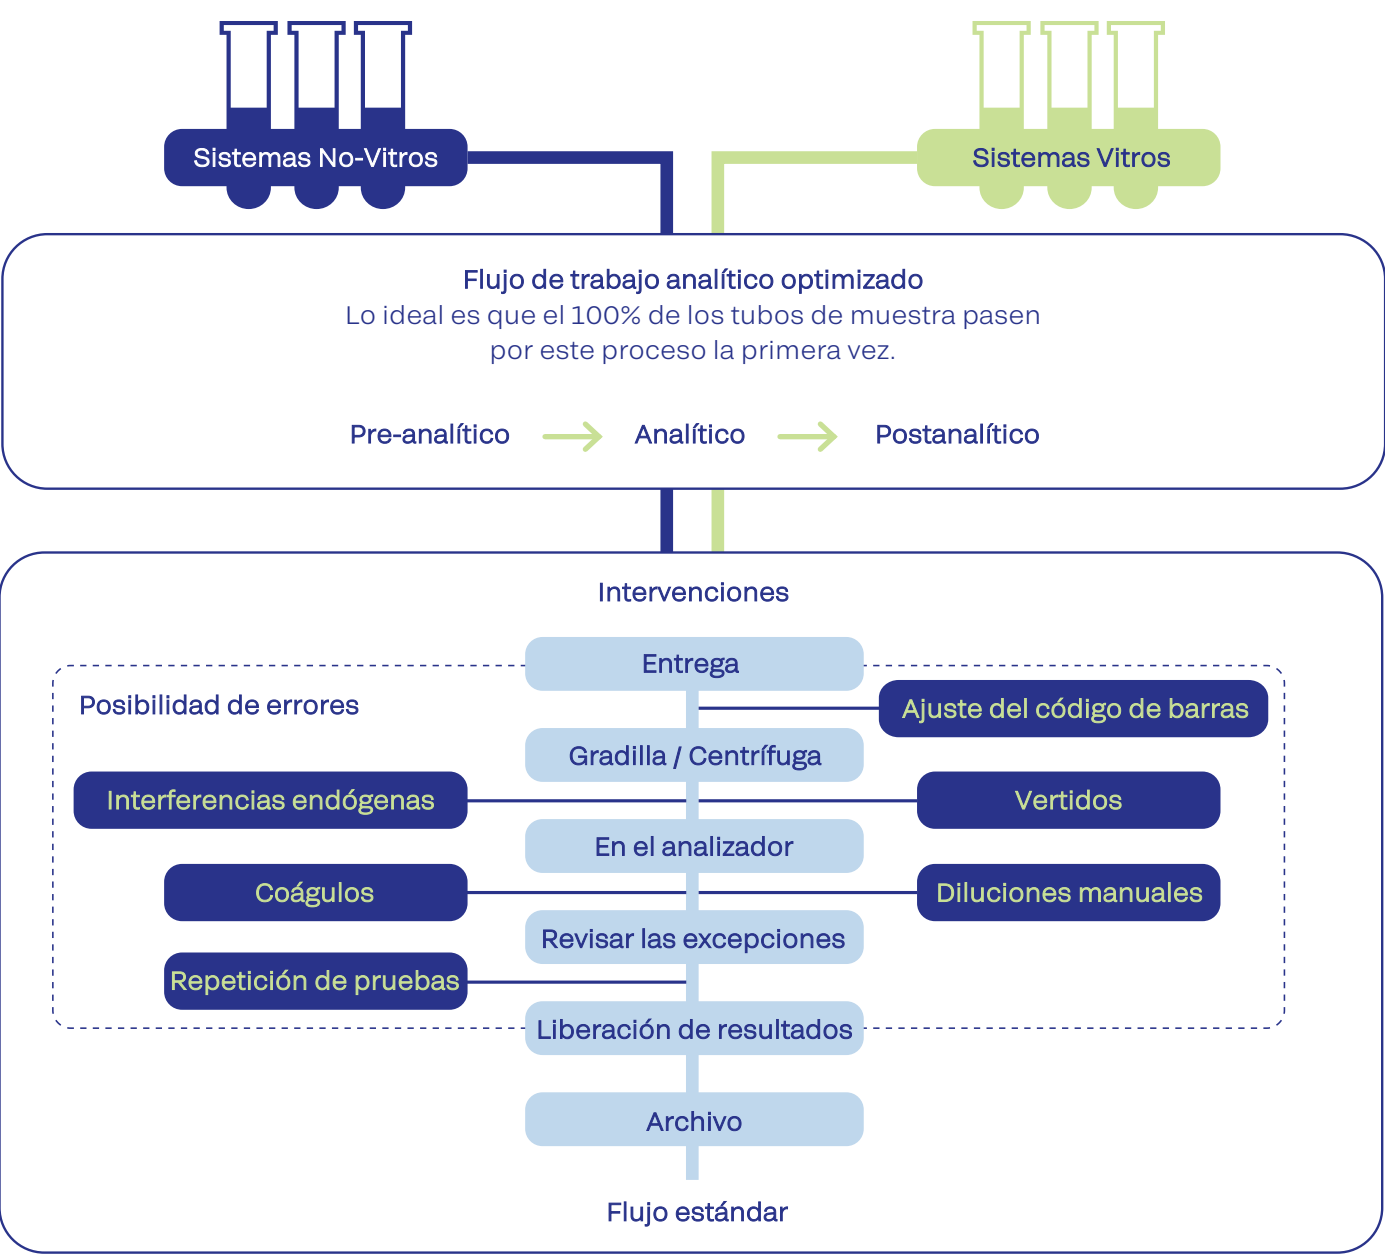 Sistemas No-Vitros
Sistemas Vitros
Flujo de trabajo analítico optimizado
Lo ideal es que el 100% de los tubos de muestra pasen
por este proceso la primera vez.
Pre-analítico
Analítico
Postanalítico
Intervenciones
Entrega
Posibilidad de errores
Ajuste del código de barras
Gradilla / Centrífuga
Interferencias endógenas
Vertidos
En el analizador
Coágulos
Diluciones manuales
Revisar las excepciones
Repetición de pruebas
Liberación de resultados
Archivo
Flujo estándar